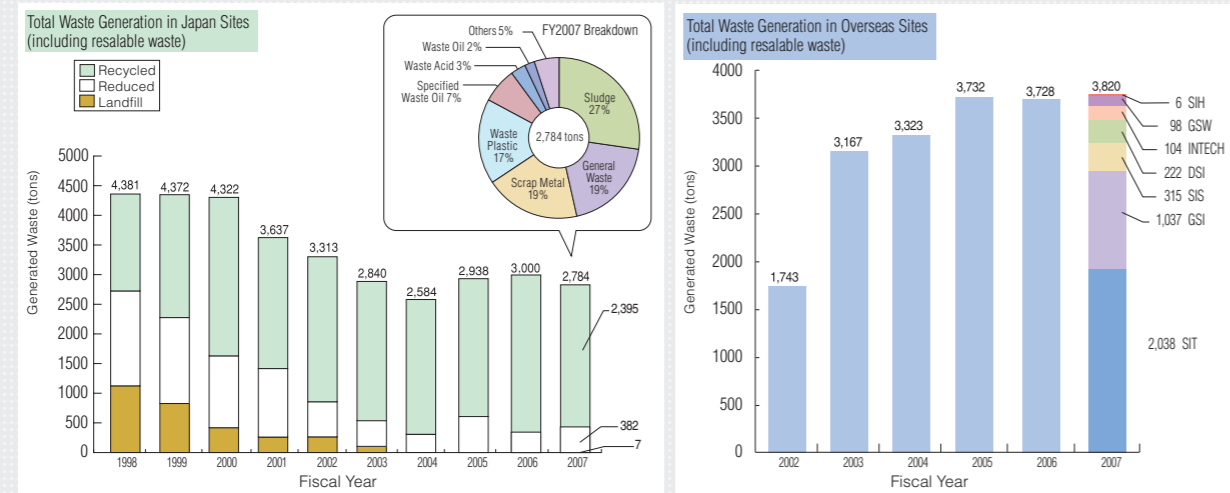 Total Waste Generation in Japan Sites
(including resalable waste)
Recycled
Reduced
Landfill
Generated Waste (tons)
5000
4500
4000
3500
3000
2500
2000
1500
1000
500
0
4,381
4,372
4,322
3,637
3,313
2,840
2,584
2,938
3,000
2,784
2,395
382
7
1998
1999
2000
2001
2002
2003
2004
2005
2006
2007
Fiscal Year
FY2007 Breakdown
Others 5%
Waste Oil 2%
Waste Acid 3%
Specified
Waste Oil 7%
Waste
Plastic
17%
Scrap Metal
19%
General
Waste
19%
Sludge
27%
2,784 tons
Total Waste Generation in Overseas Sites
(including resalable waste)
Generated Waste (tons)
4000
3500
3000
2500
2000
1500
1000
500
0
1,743
3,167
3,323
3,732
3,728
3,820
6 SIH
98 GSW
104 INTECH
222 DSI
315 SIS
1,037 GSI
2,038 SIT
2002
2003
2004
2005
2006
2007
Fiscal Year